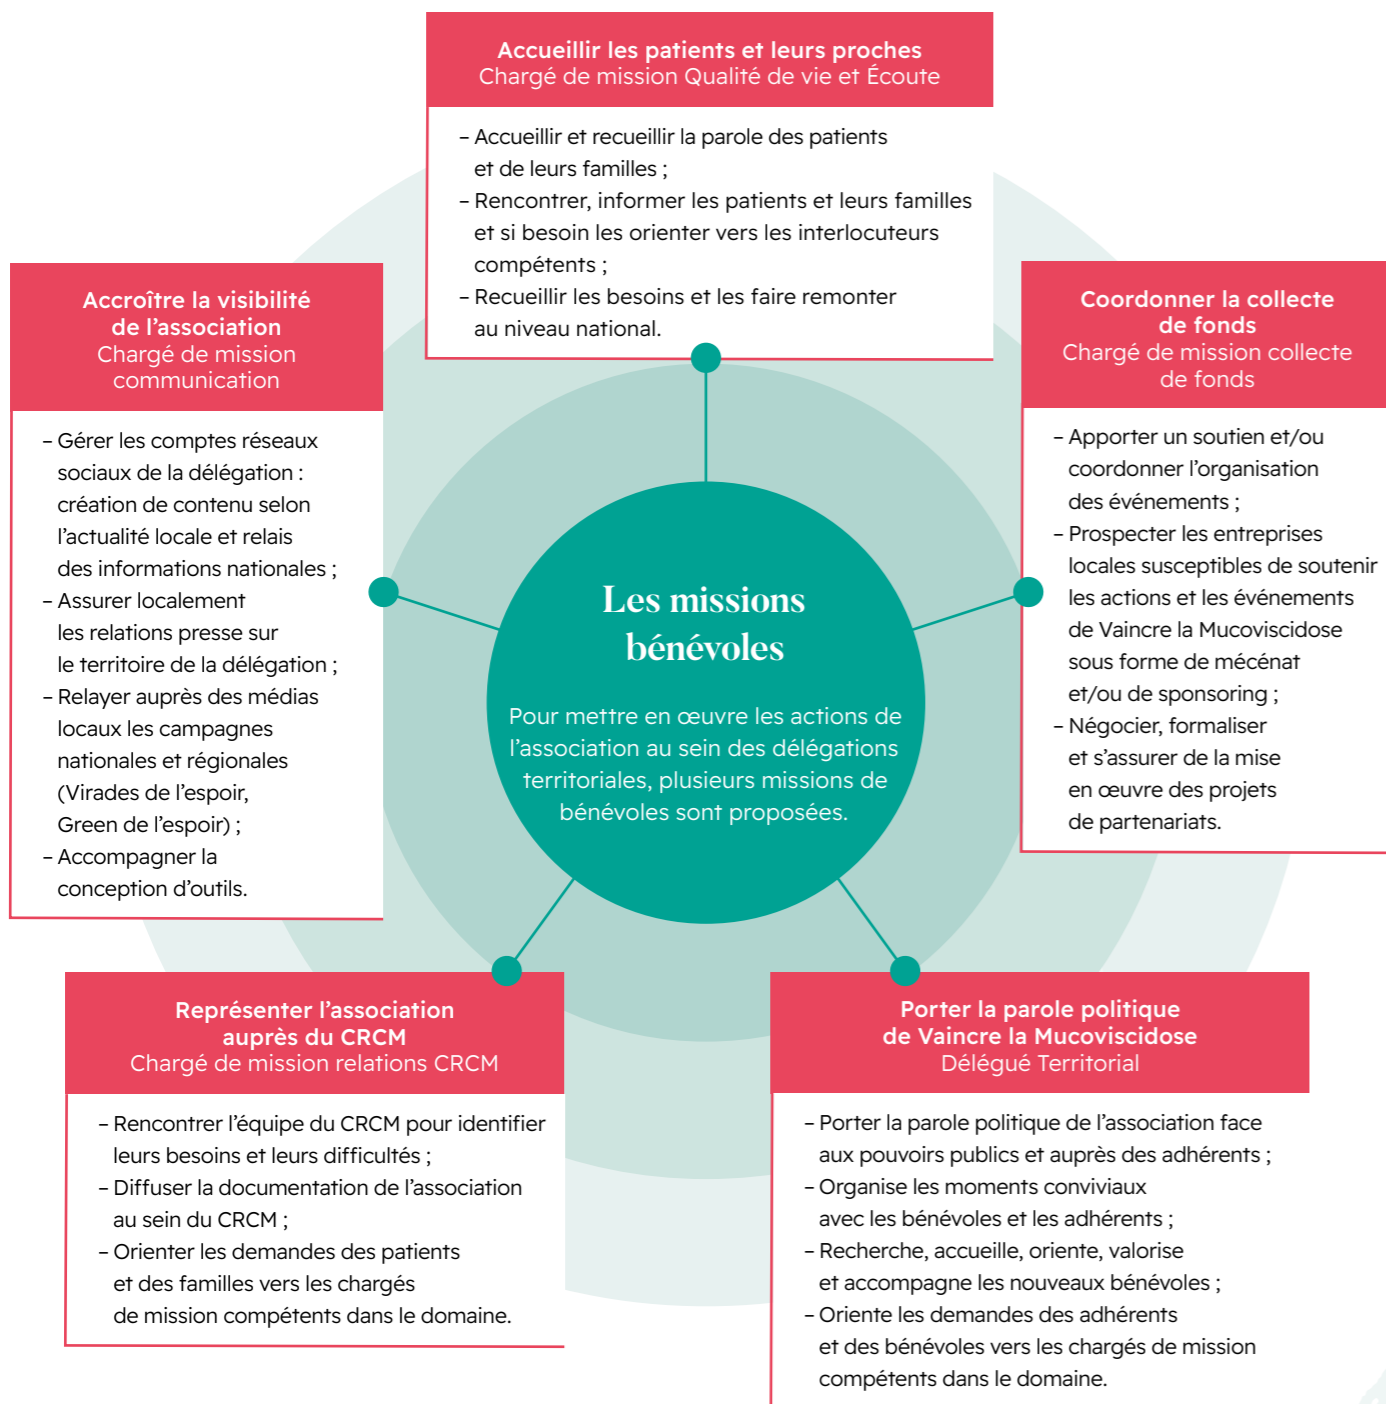 Accueillir les patients et leurs proches
Chargé de mission Qualité de vie et Écoute
– Accueillir et recueillir la parole des patients
et de leurs familles ;
– Rencontrer, informer les patients et leurs familles
et si besoin les orienter vers les interlocuteurs
compétents ;
– Recueillir les besoins et les faire remonter
au niveau national.
Accroître la visibilité
de l’association
Chargé de mission
communication
– Gérer les comptes réseaux
sociaux de la délégation :
création de contenu selon
l’actualité locale et relais
des informations nationales ;
– Assurer localement
les relations presse sur
le territoire de la délégation ;
– Relayer auprès des médias
locaux les campagnes
nationales et régionales
(Virades de l’espoir,
Green de l’espoir) ;
– Accompagner la
conception d’outils.
Les missions
bénévoles
Pour mettre en œuvre les actions de
l’association au sein des délégations
territoriales, plusieurs missions de
bénévoles sont proposées.
Coordonner la collecte
de fonds
Chargé de mission collecte
de fonds
– Apporter un soutien et/ou
coordonner l’organisation
des événements ;
– Prospecter les entreprises
locales susceptibles de soutenir
les actions et les événements
de Vaincre la Mucoviscidose
sous forme de mécénat
et/ou de sponsoring ;
– Négocier, formaliser
et s’assurer de la mise
en œuvre des projets
de partenariats.
Représenter l’association
auprès du CRCM
Chargé de mission relations CRCM
– Rencontrer l’équipe du CRCM pour identifier
leurs besoins et leurs difficultés ;
– Diffuser la documentation de l’association
au sein du CRCM ;
– Orienter les demandes des patients
et des familles vers les chargés
de mission compétents dans le domaine.
Porter la parole politique
de Vaincre la Mucoviscidose
Délégué Territorial
– Porter la parole politique de l’association face
aux pouvoirs publics et auprès des adhérents ;
– Organise les moments conviviaux
avec les bénévoles et les adhérents ;
– Recherche, accueille, oriente, valorise
et accompagne les nouveaux bénévoles ;
– Oriente les demandes des adhérents
et des bénévoles vers les chargés de mission
compétents dans le domaine.